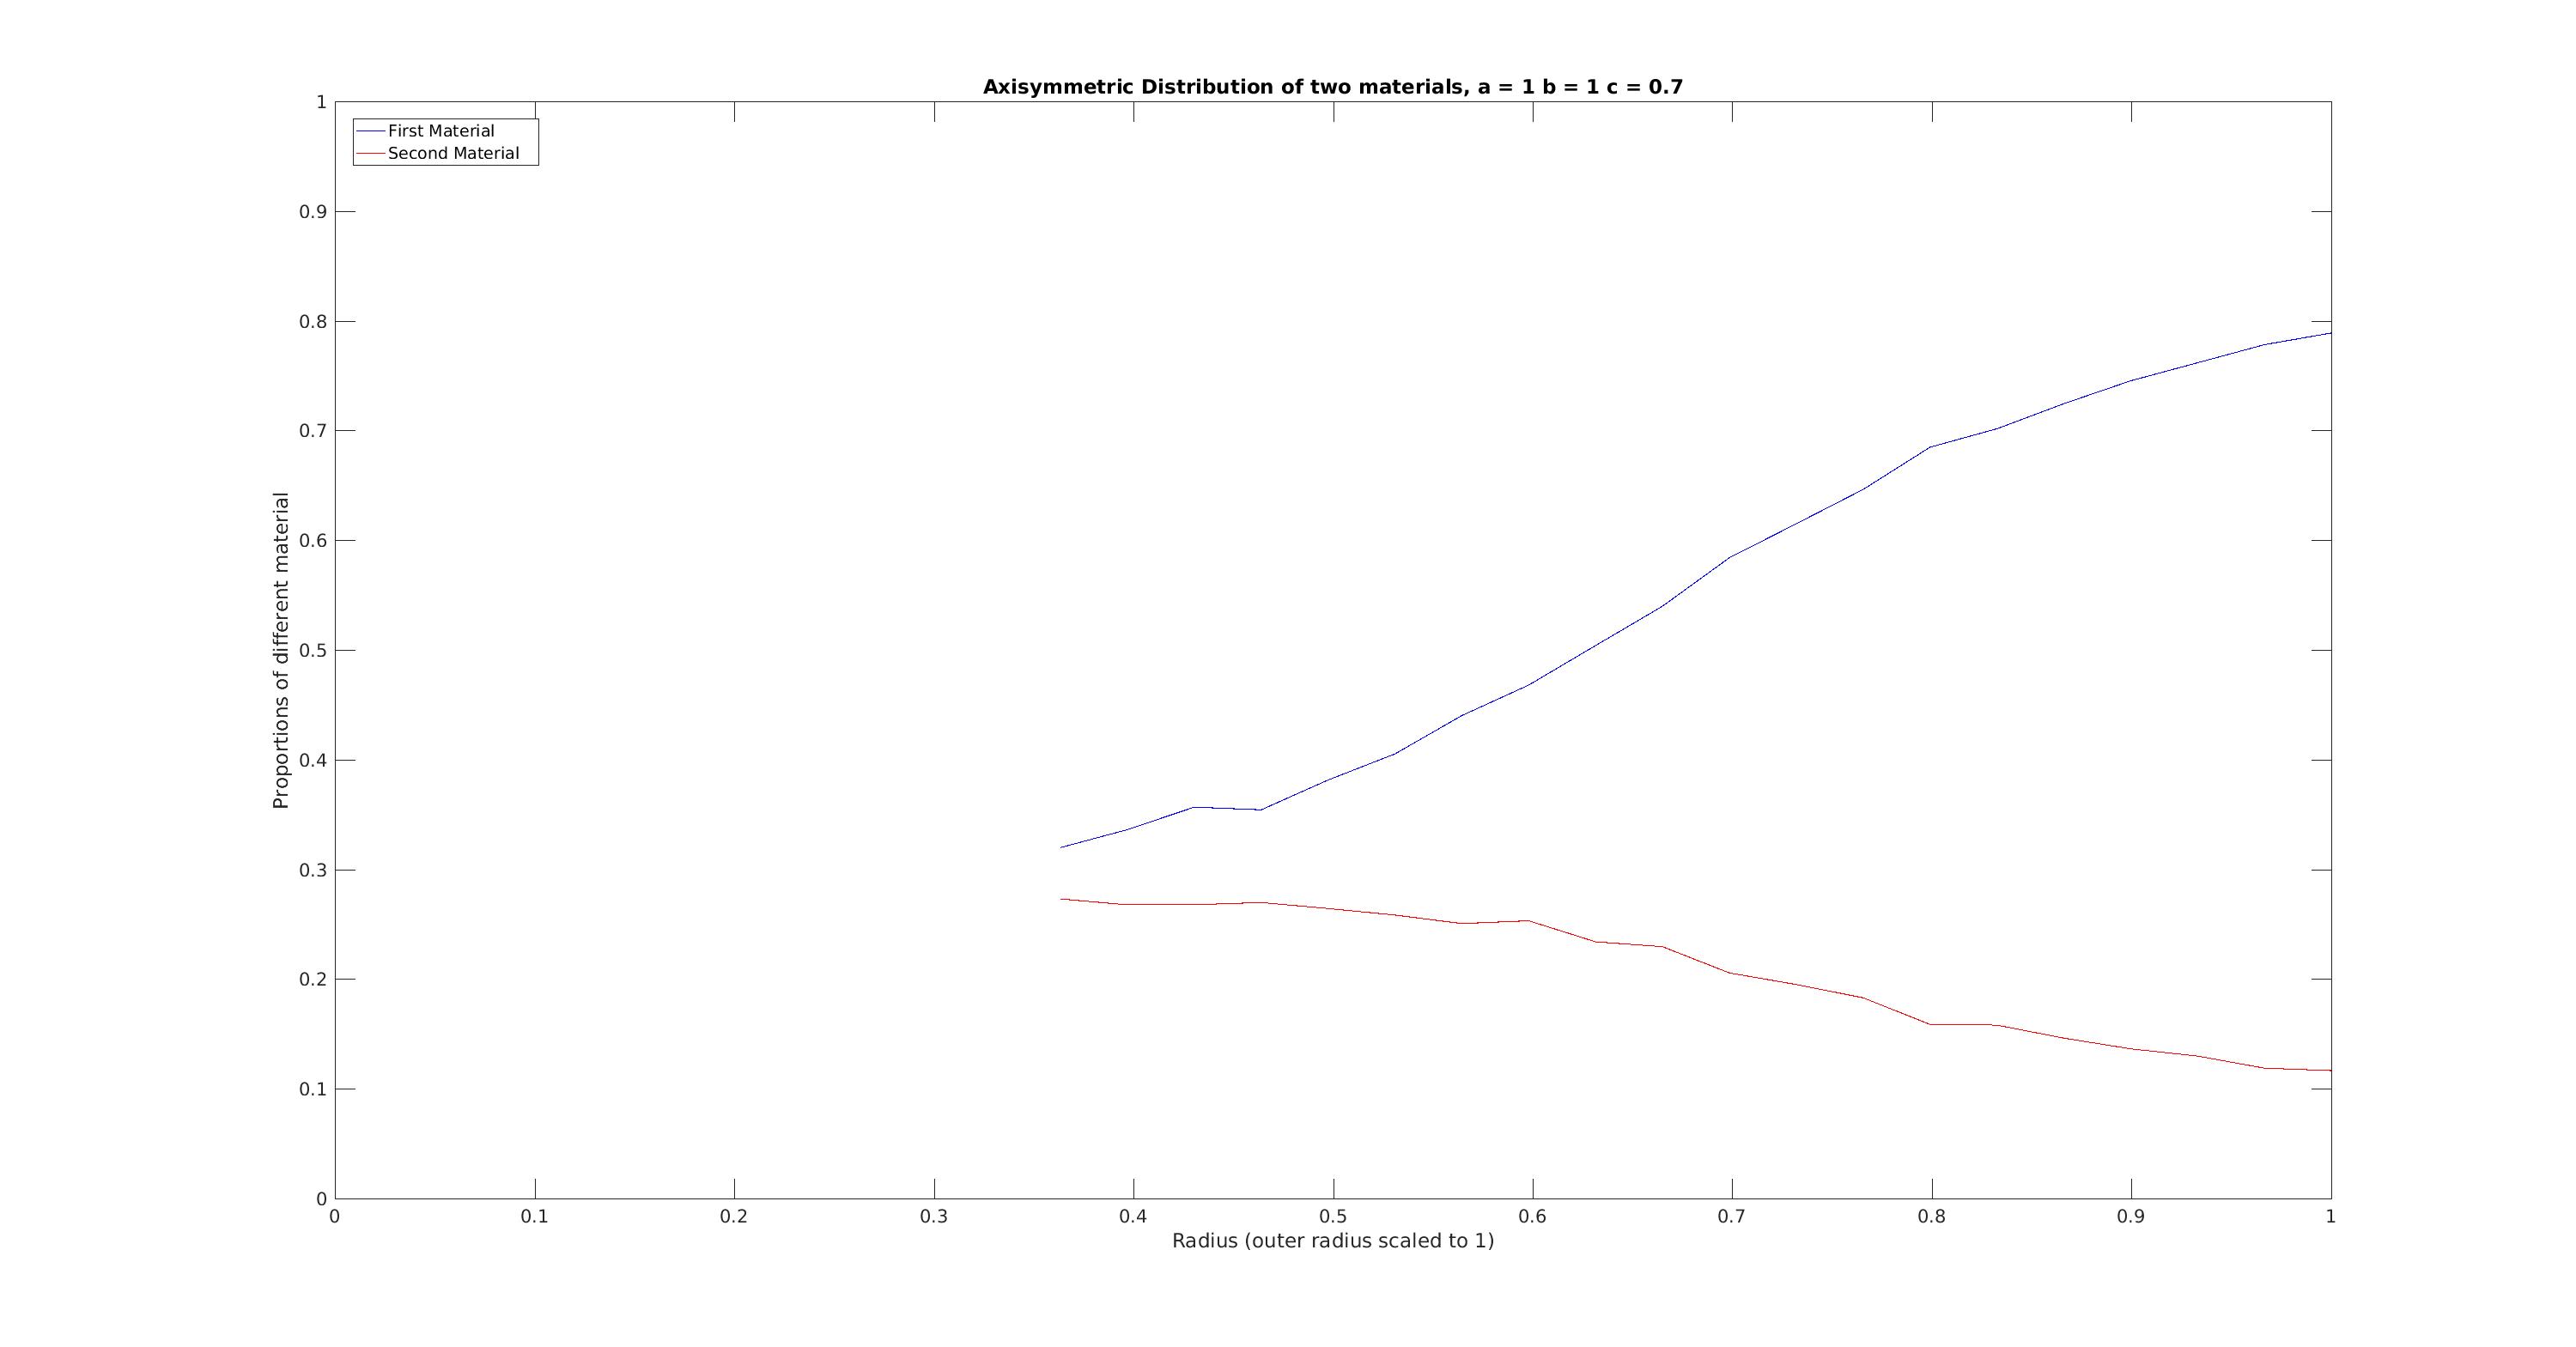 Axisymmetric Distribution of two materials, a = 1 b = 1 c = 0.7
First Material
Second Material
Proportions of different material
1
0.9
0.8
0.7
0.6
0.5
0.4
0.3
0.2
0.1
0
0 0.1 0.2 0.3 0.4 0.5 0.6 0.7 0.8 0.9 1
Radius (outer radius scaled to 1)